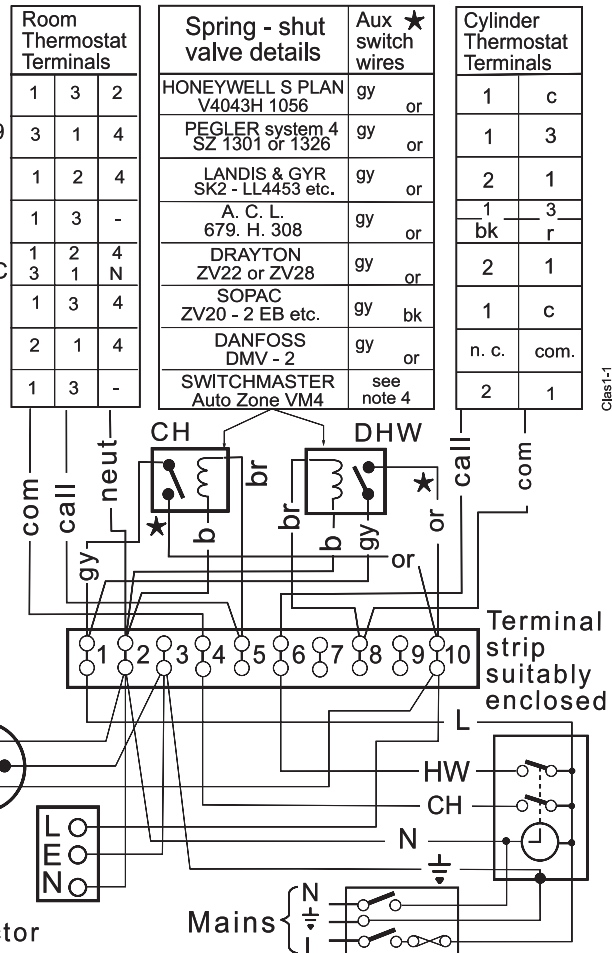 Room
Thermostat
Terminals
1 3 2
9
3 1 4
1 2 4
1 3 -
1 2 4
C
3 1 N
1 3 4
2 1 4
1 3 -
Spring - shut
valve details
Aux ★
switch
wires
HONEYWELL S PLAN
V4043H 1056
gy
or
PEGLER system 4
SZ 1301 or 1326
gy
or
LANDIS & GYR
SK2 - LL4453 etc.
gy
or
A. C. L.
679. H. 308
gy
or
DRAYTON
ZV22 or ZV28
gy
or
SOPAC
ZV20 - 2 EB etc.
gy
bk
DANFOSS
DMV - 2
gy
or
SWITCHMASTER
Auto Zone VM4
see
note 4
Cylinder
Thermostat
Terminals
1 c
1 3
2 1
1 3
bk r
2 1
1 c
n. c. com.
2 1
Clas1-1
CH
DHW
com
call
neut
gy
★
b
br
br
b
gy
★
or
call
com
or
1 2 3 4 5 6 7 8 9 10
Terminal
strip
suitably
enclosed
L
HW
CH
N
L
E
N
Mains
N
L
tor